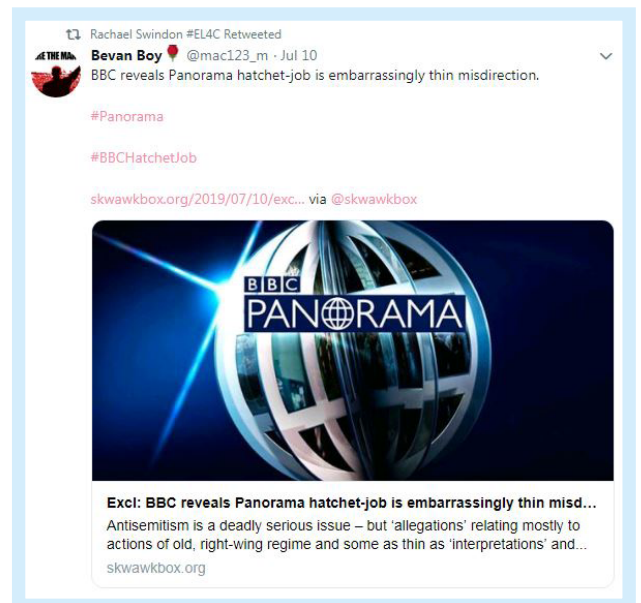 Rachael Swindon #EL4C Retweeted
Bevan Boy @mac123_m · Jul 10
BBC reveals Panorama hatchet-job is embarrassingly thin misdirection.
#Panorama
#BBCHatchetJob
skwawkbox.org/2019/07/10/exc... via @skwawkbox
BBC
PANORAMA
Excl: BBC reveals Panorama hatchet-job is embarrassingly thin misd...
Antisemitism is a deadly serious issue – but 'allegations' relating mostly to
actions of old, right-wing regime and some as thin as 'interpretations' and...
skwawkbox.org